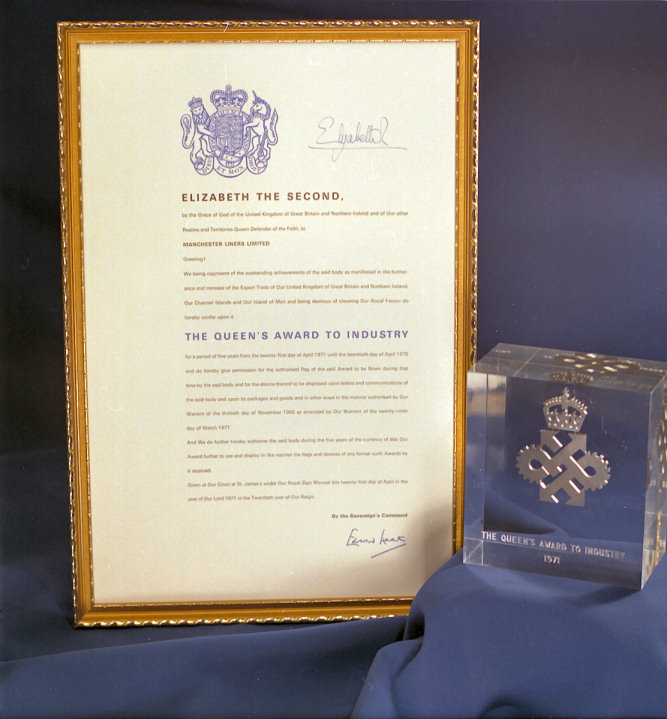 ET MON
Elizabeth R
ELIZABETH THE SECOND,
by the Grace of God of the United Kingdom of Great Britain and Northern Ireland and of Our other
Realms and Territories Queen Defender of the Faith, to
MANCHESTER LINERS LIMITED
Greeting!
We being cognisant of the outstanding achievements of the said body as manifested in the further-
ance and increase of the Export Trade of Our United Kingdom of Great Britain and Northern Ireland,
Our Channel Islands and Our Island of Man and being desirous of showing Our Royal Favour do
hereby confer upon it
THE QUEEN'S AWARD TO INDUSTRY
for a period of five years from the twenty-first day of April 1971 until the twentieth day of April 1976
and do hereby give permission for the authorised flag of the said Award to be flown during that
time by the said body and for the device thereof to be displayed upon letters and communications of
the said body and upon its packages and goods and in other ways in the manner authorised by Our
Warrant of the thirtieth day of November 1965 as amended by Our Warrant of the twenty-ninth
day of March 1971.
And We do further hereby authorise the said body during the five years of the currency of this Our
Award further to use and display in like manner the flags and devices of any former such Awards by
it received.
Given at Our Court at St. James's under Our Royal Sign Manual this twenty-first day of April in the
year of Our Lord 1971 in the Twentieth year of Our Reign.
By the Sovereign's Command
THE QUEEN'S AWARD TO INDUSTRY
1971